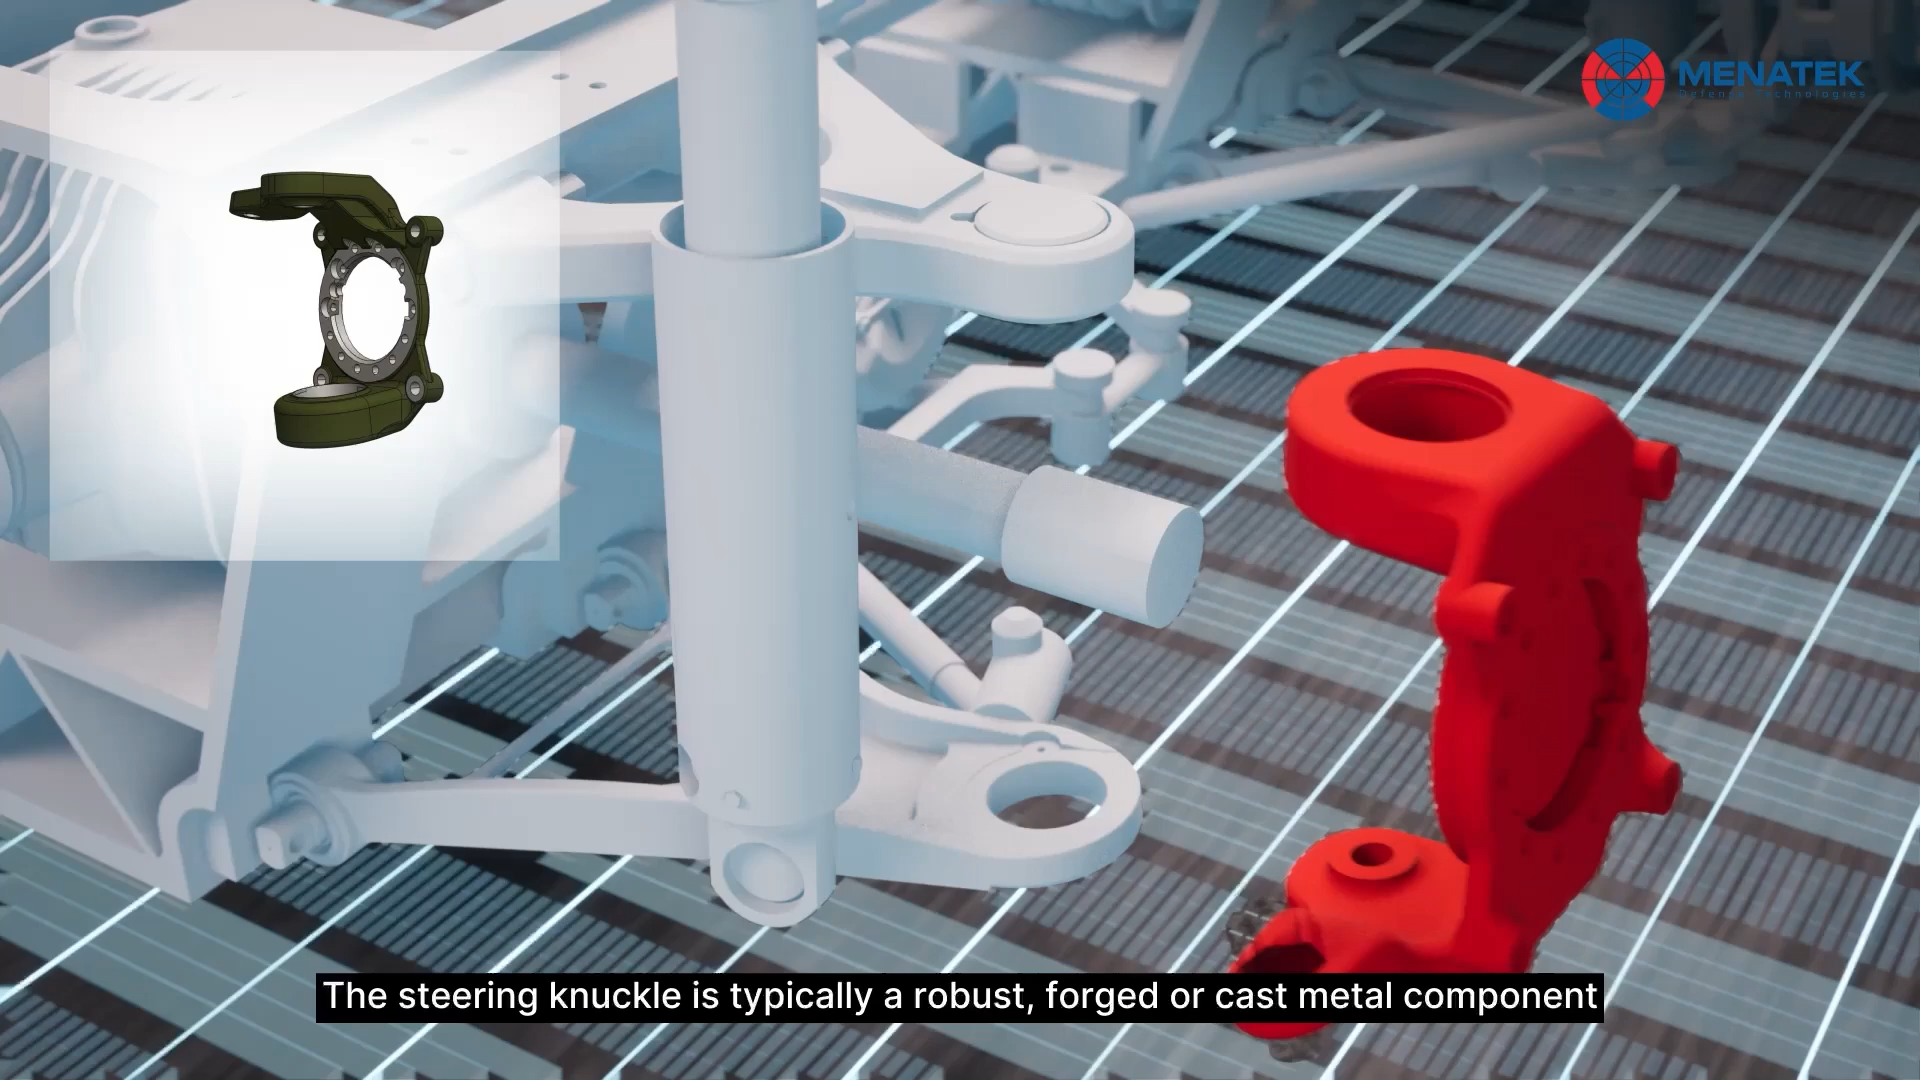 MENATEK
Defense Technologies
The steering knuckle is typically a robust, forged or cast metal component